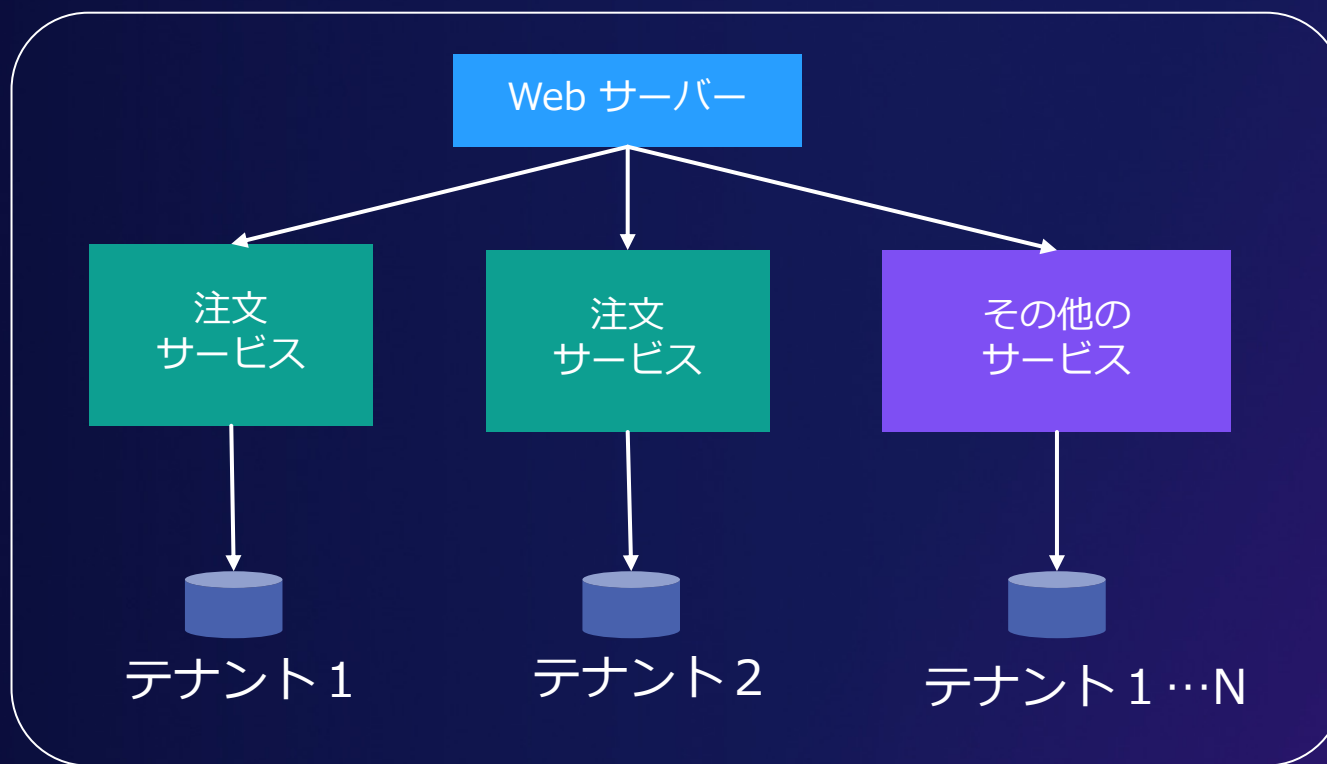 Web サーバー
注文
サービス
注文
サービス
その他の
サービス
テナント１
テナント２
テナント１…N